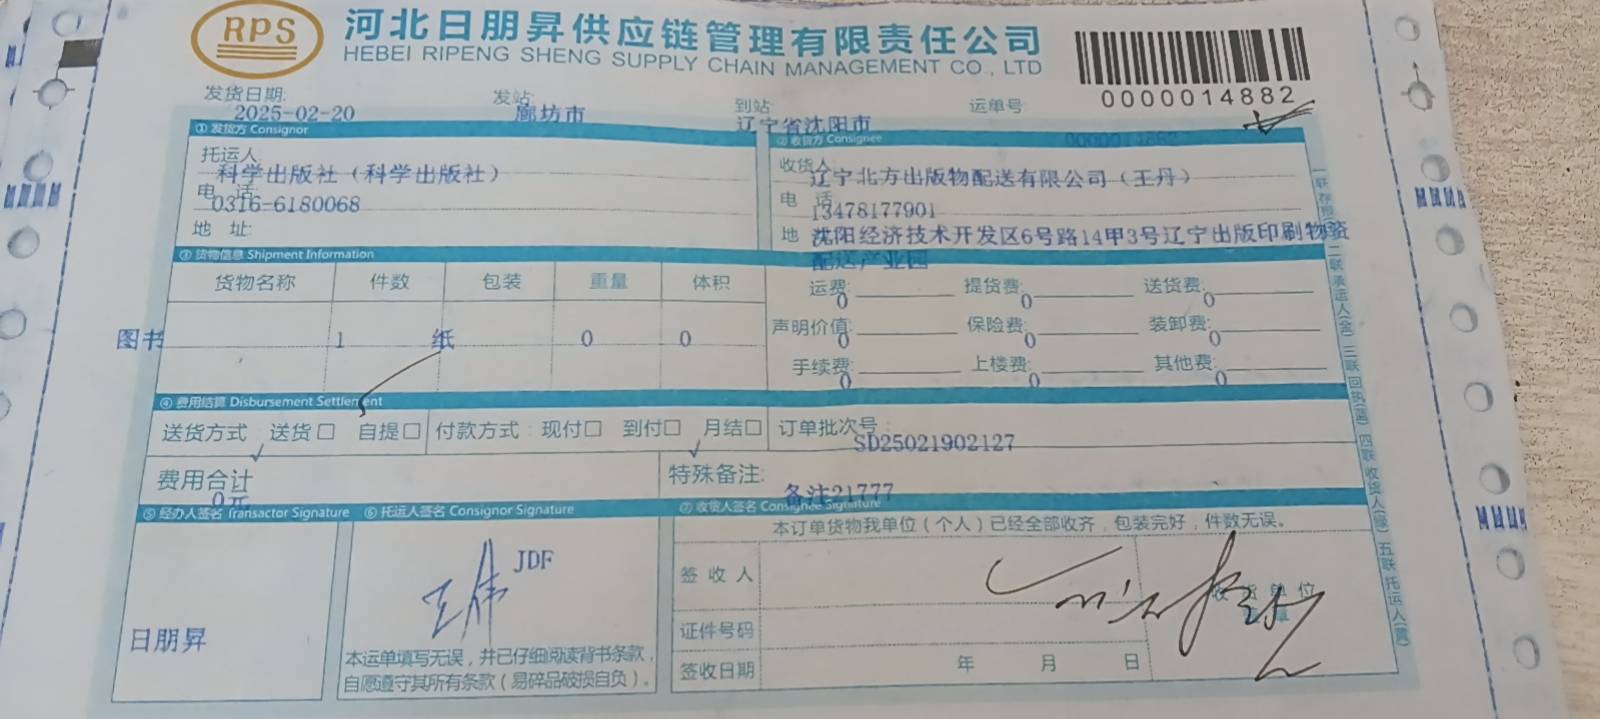 RPS
河北日朋昇供应链管理有限责任公司
HEBEI RIPENG SHENG SUPPLY CHAIN MANAGEMENT CO., LTD
0000014882
发货日期: 2025-02-20 发站: 廊坊市 到站: 辽宁省沈阳市 运单号
① 发货方 Consignor
② 收货方 Consignee
托运人 科学出版社（科学出版社）
电 话: 0316-6180068
地 址:
收货人 辽宁北方出版物配送有限公司（王丹）
电 话 13478177901
地 沈阳经济技术开发区6号路14甲3号辽宁出版印刷物资
配送产业园
③ 货物信息 Shipment Information
货物名称 件数 包装 重量 体积
图书 1 纸 0 0
运费: 0 提货费: 0 送货费: 0
声明价值: 0 保险费: 0 装卸费: 0
手续费: 0 上楼费: 0 其他费: 0
④ 费用结算 Disbursement Settlement
送货方式 送货□ 自提□ 付款方式: 现付□ 到付□ 月结□ 订单批次号: SD25021902127
费用合计 0元
特殊备注: 备注21777
⑤ 经办人签名 Transactor Signature
⑥ 托运人签名 Consignor Signature
⑦ 收货人签名 Consignee Signature
日朋昇
JDF
本运单填写无误，并已仔细阅读背书条款，
自愿遵守其所有条款（易碎品破损自负）。
本订单货物我单位（个人）已经全部收齐，包装完好，件数无误。
签收人
收货单位
章
证件号码
签收日期 年 月 日